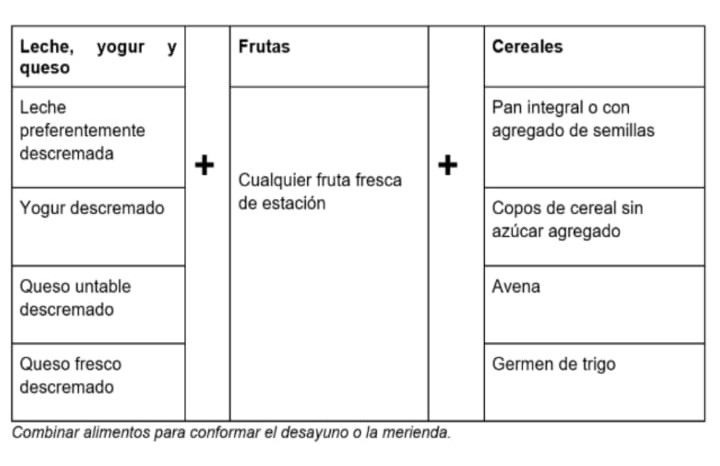 Leche, yogur y
queso
+
Frutas
+
Cereales
Leche
preferentemente
descremada
Cualquier fruta fresca
de estación
Pan integral o con
agregado de semillas
Yogur descremado
Copos de cereal sin
azúcar agregado
Queso untable
descremado
Avena
Queso fresco
descremado
Germen de trigo
Combinar alimentos para conformar el desayuno o la merienda.